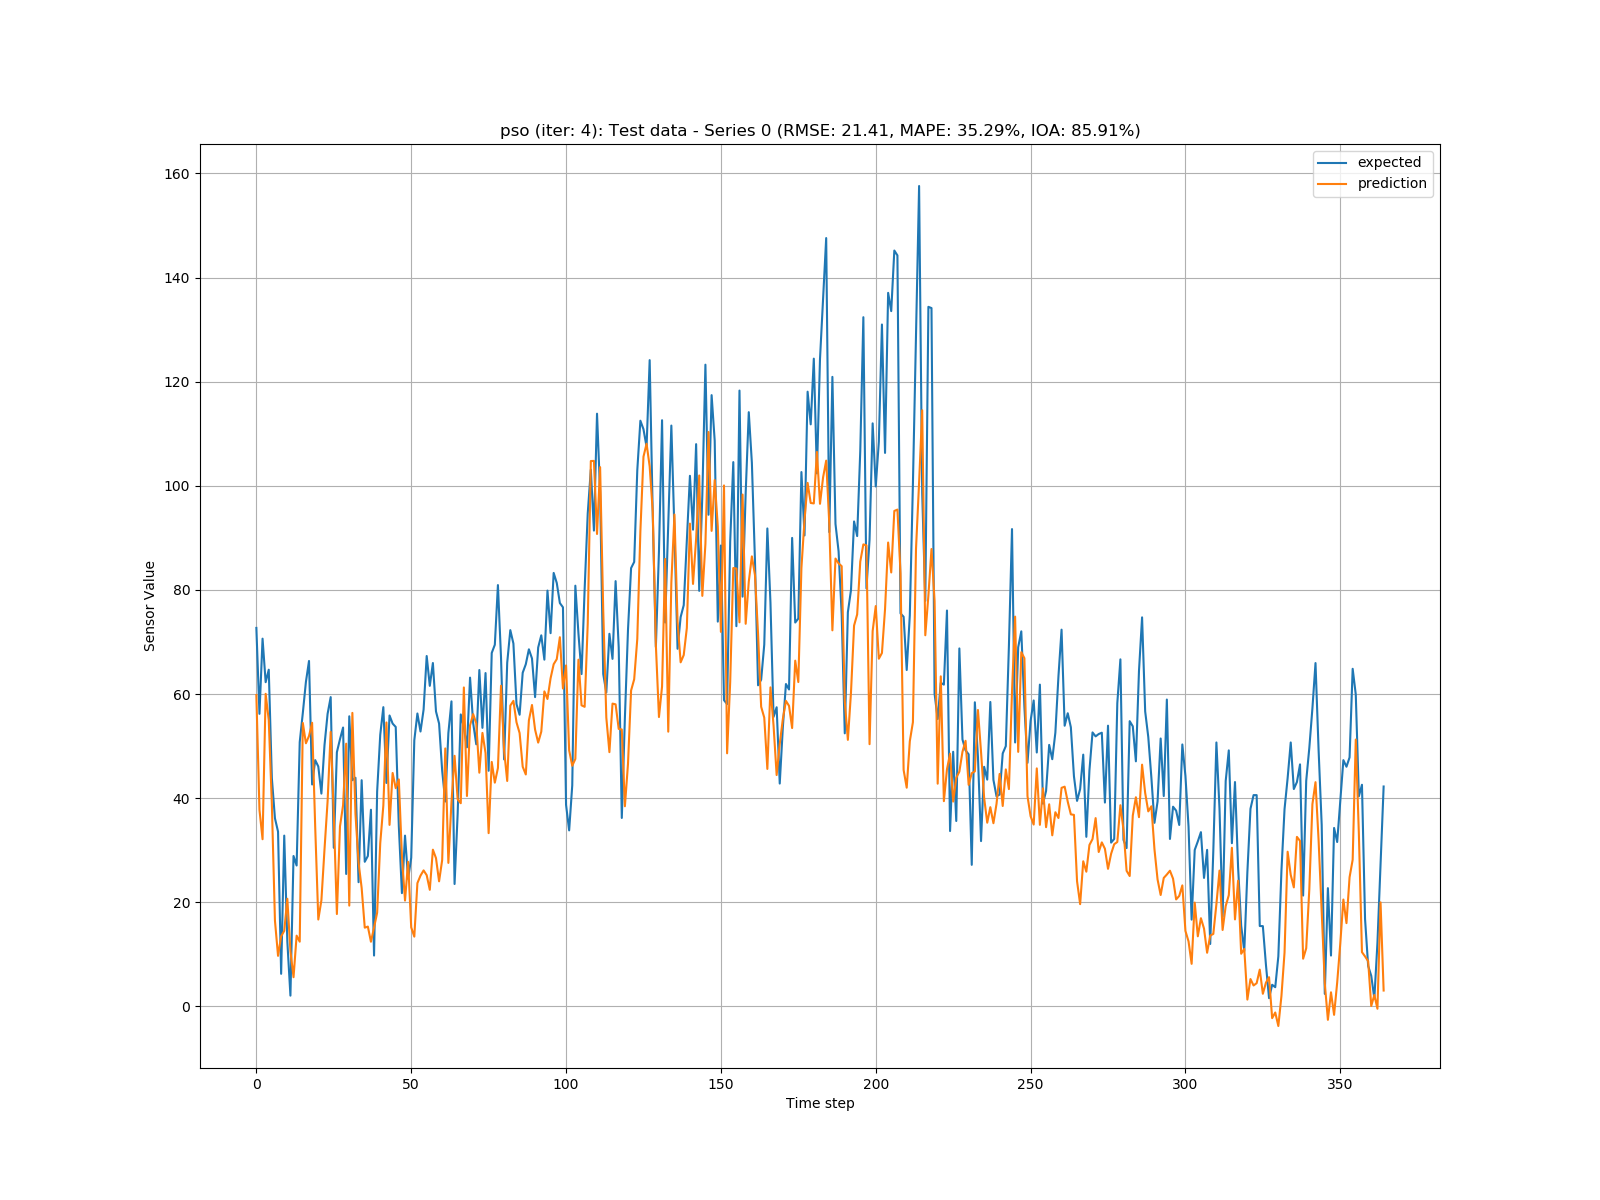 pso (iter: 4): Test data - Series 0 (RMSE: 21.41, MAPE: 35.29%, IOA: 85.91%)
expected
prediction
160
140
120
100
80
60
40
20
0
Sensor Value
0 50 100 150 200 250 300 350
Time step